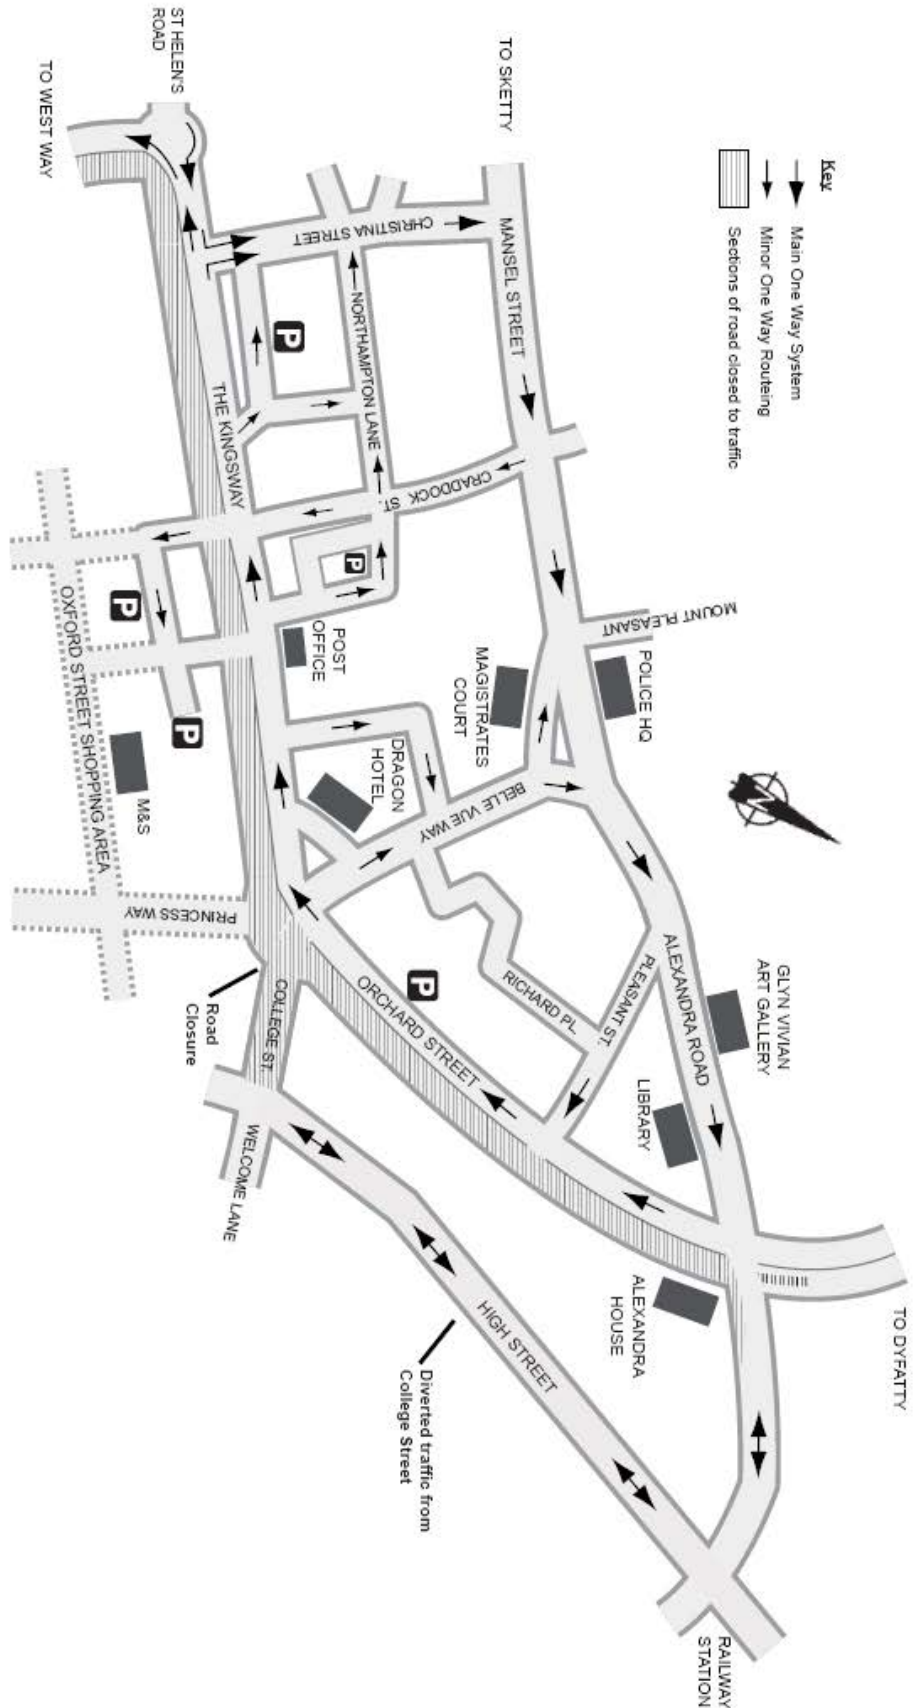 Key
Main One Way System
Minor One Way Routeing
Sections of road closed to traffic
TO SKETTY
ST HELEN'S
ROAD
TO WEST WAY
MANSEL STREET
CHRISTINA STREET
NORTHAMPTON LANE
P
THE KINGSWAY
CRADDOCK
ST.
P
P
P
MOUNT PLEASANT
POLICE HQ
MAGISTRATES
COURT
POST
OFFICE
DRAGON
HOTEL
BELLE VUE WAY
OXFORD STREET SHOPPING AREA
M&S
PRINCESS WAY
GLYN VIVIAN
ART GALLERY
ALEXANDRA ROAD
PLEASANT ST.
RICHARD PL.
P
ORCHARD STREET
LIBRARY
COLLEGE ST.
Road
Closure
WELCOME LANE
ALEXANDRA
HOUSE
TO DYFATTY
HIGH STREET
Diverted traffic from
College Street
RAILWAY
STATION